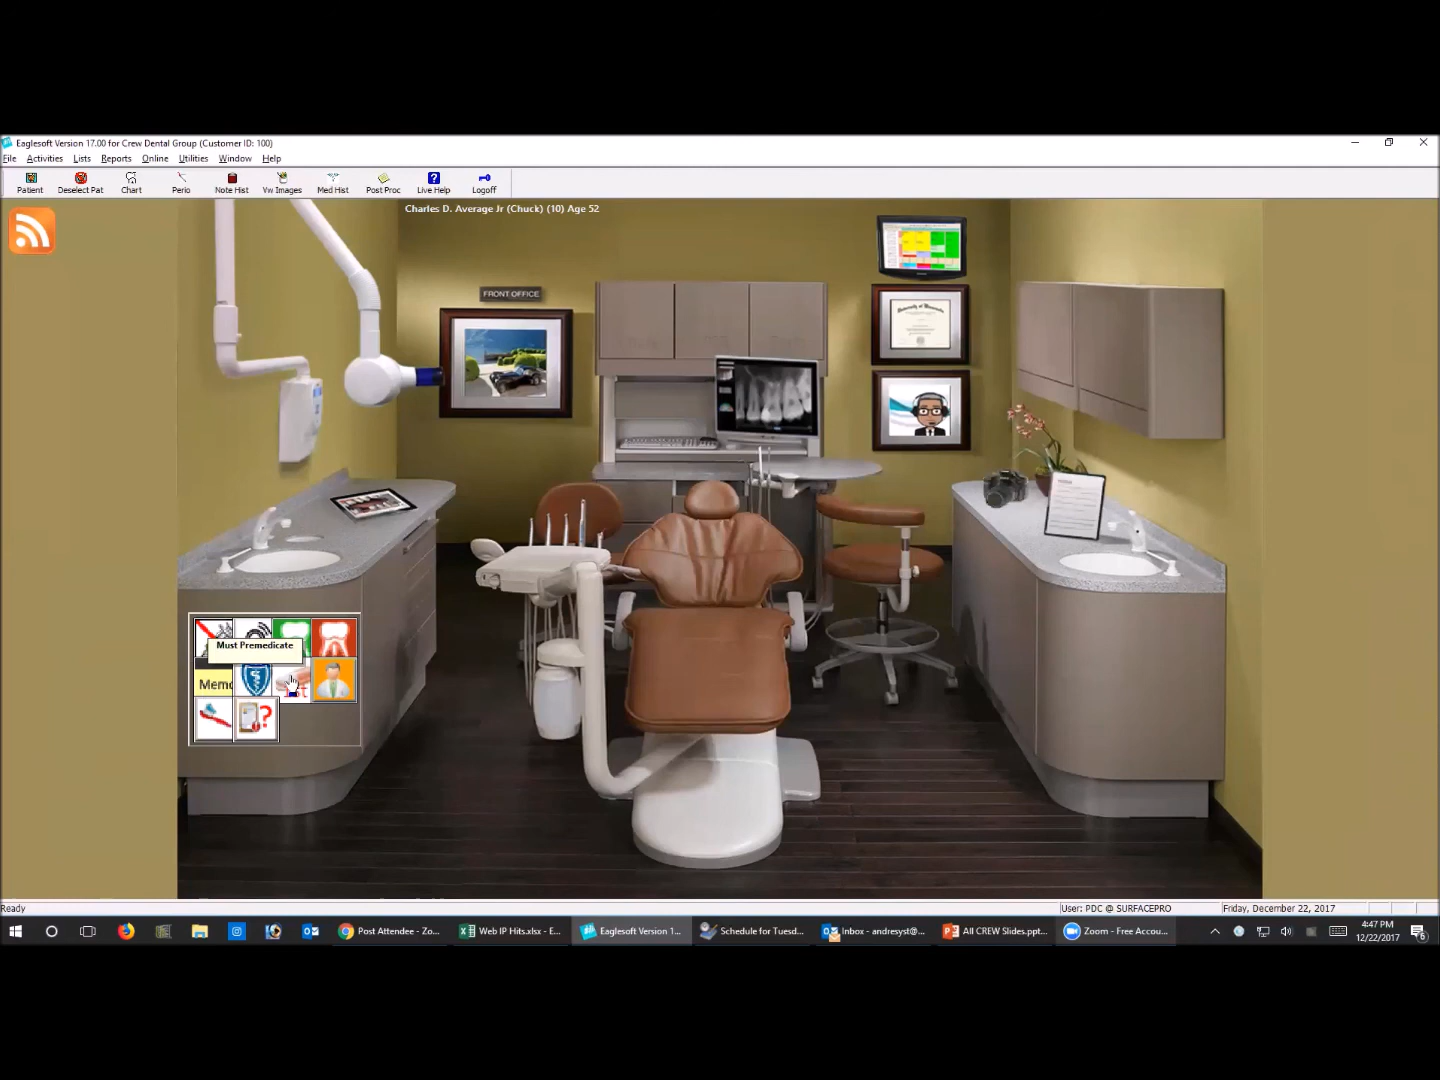 Eaglesoft Version 17.00 for Crew Dental Group (Customer ID: 100)
File Activities Lists Reports Online Utilities Window Help
Patient Deselect Pat Chart Perio Note Hist Vw Images Med Hist Post Proc Live Help Logoff
Charles D. Average Jr (Chuck) (10) Age 52
FRONT OFFICE
Must Premedicate
Memo
Ready
User: PDC @ SURFACEPRO
Friday, December 22, 2017
Post Attendee - Zo...
Web IP Hits.xlsx - E...
Eaglesoft Version 1...
Schedule for Tuesd...
Inbox - andresyst@...
All CREW Slides.ppt...
Zoom - Free Accou...
4:47 PM
12/22/2017
6